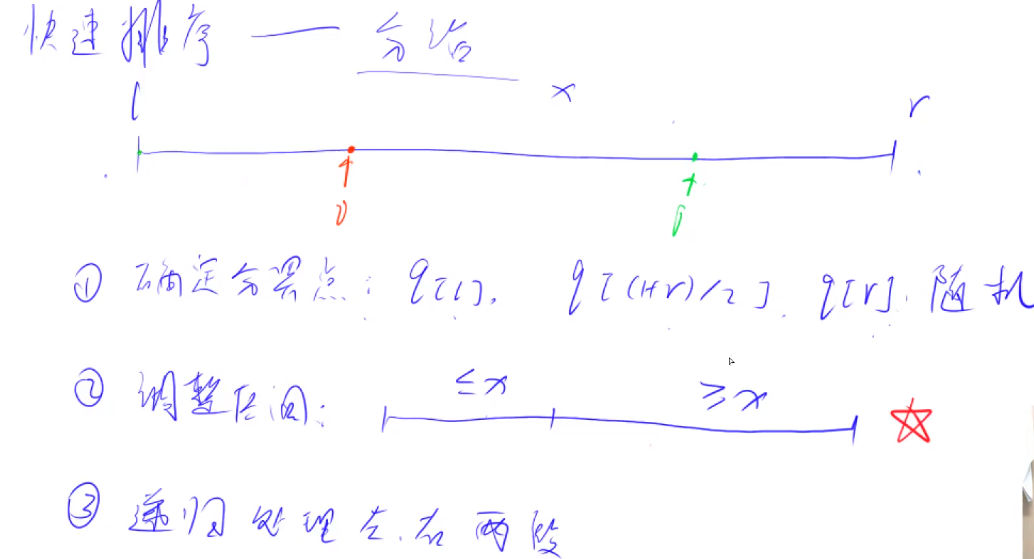 快速排序 —— 分治
x
l r
① 确定分界点：q[l]. q[(l+r)/2]. q[r]. 随机
② 调整区间： ≤x ≥x
③ 递归处理左、右两段